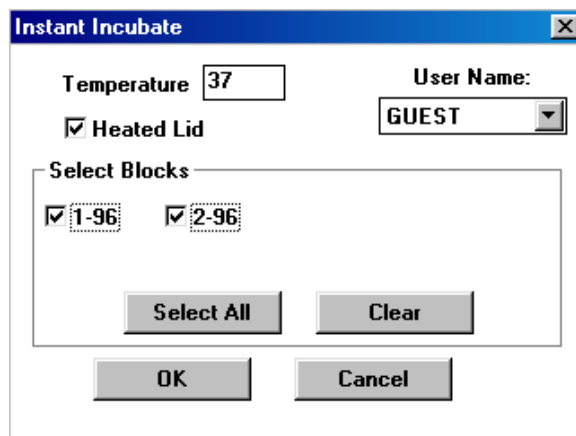 Instant Incubate
Temperature 37
User Name:
Heated Lid
GUEST
Select Blocks
1-96 2-96
Select All Clear
OK Cancel